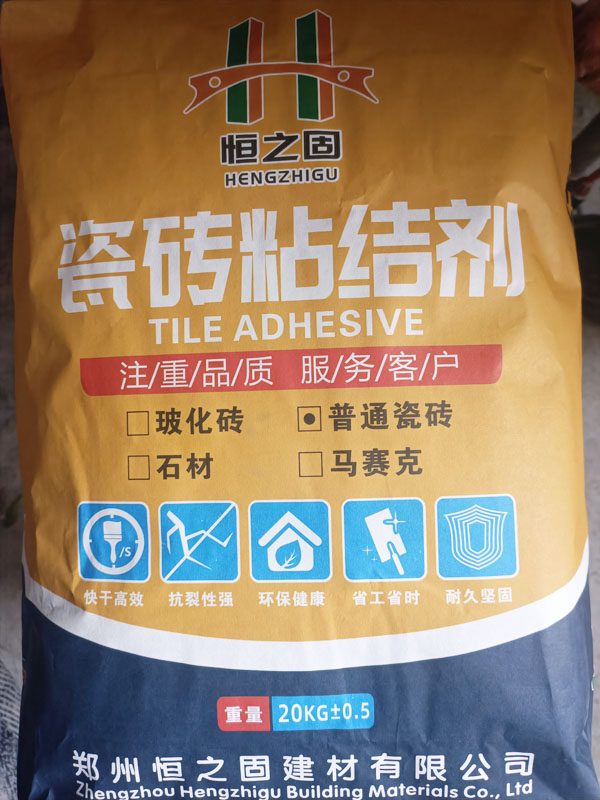 恒之固
HENGZHIGU
瓷砖粘结剂
TILE ADHESIVE
注/重/品/质 服/务/客/户
玻化砖 普通瓷砖
石材 马赛克
/S
快干高效 抗裂性强 环保健康 省工省时 耐久坚固
重量 20KG±0.5
郑州恒之固建材有限公司
Zhengzhou Hengzhigu Building Materials Co., Ltd